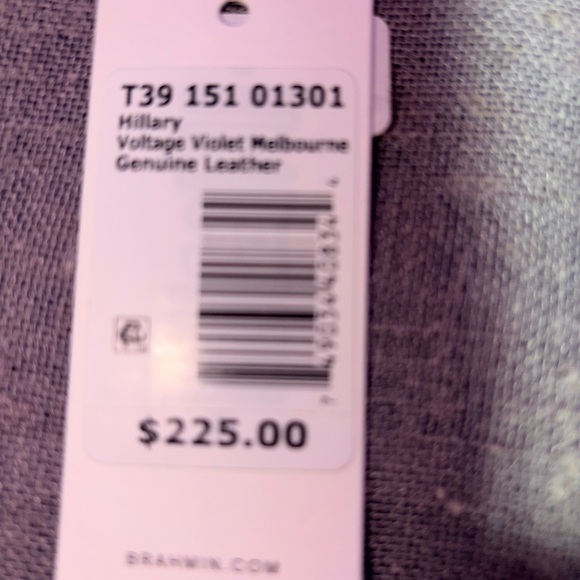 T39 151 01301
Hillary
Voltage Violet Melbourne
Genuine Leather
$225.00
BRAHMIN.COM